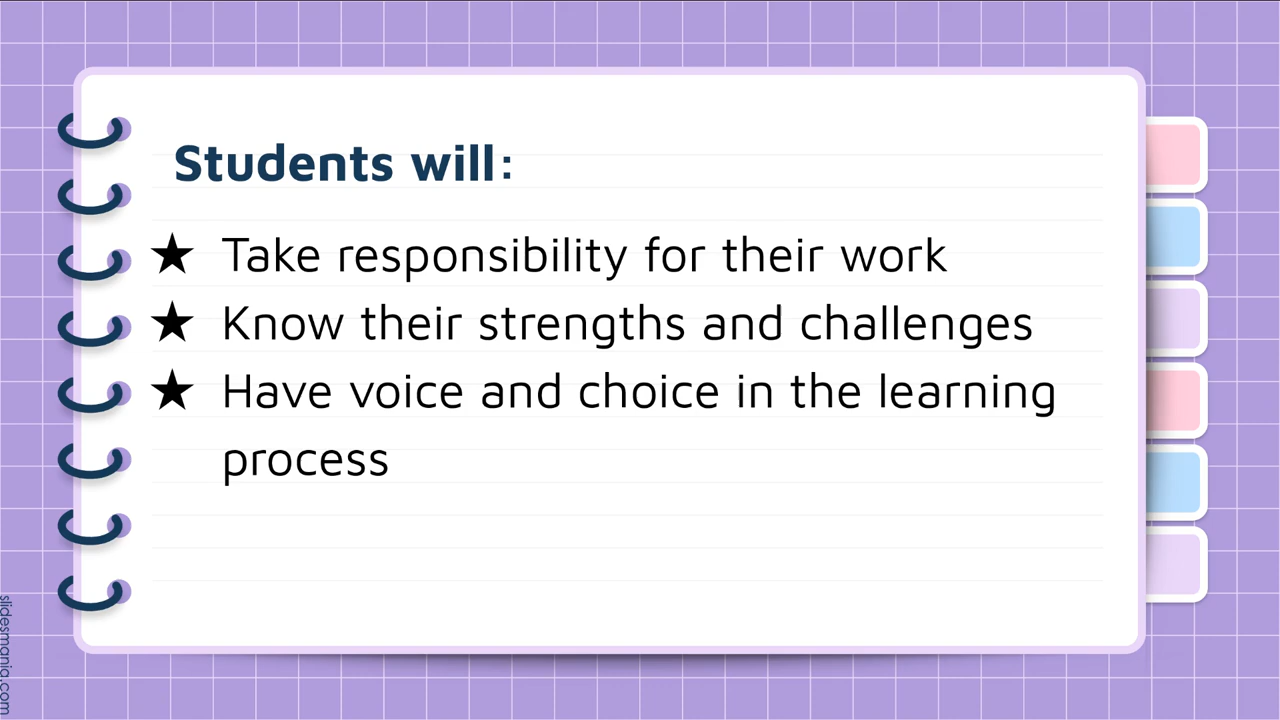 Students will:
★ Take responsibility for their work
★ Know their strengths and challenges
★ Have voice and choice in the learning
process
slidesmania.com